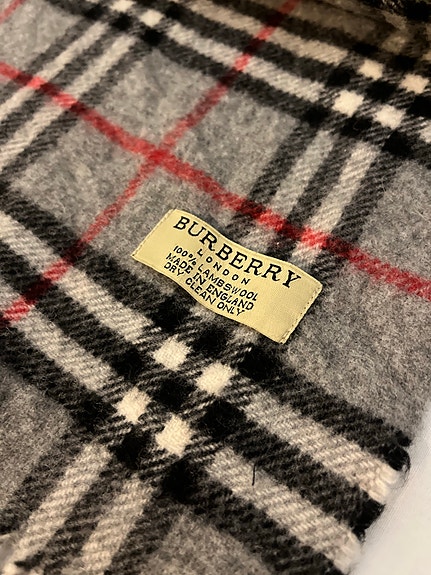 BURBERRY
LONDON
100% LAMBSWOOL
MADE IN ENGLAND
DRY CLEAN ONLY